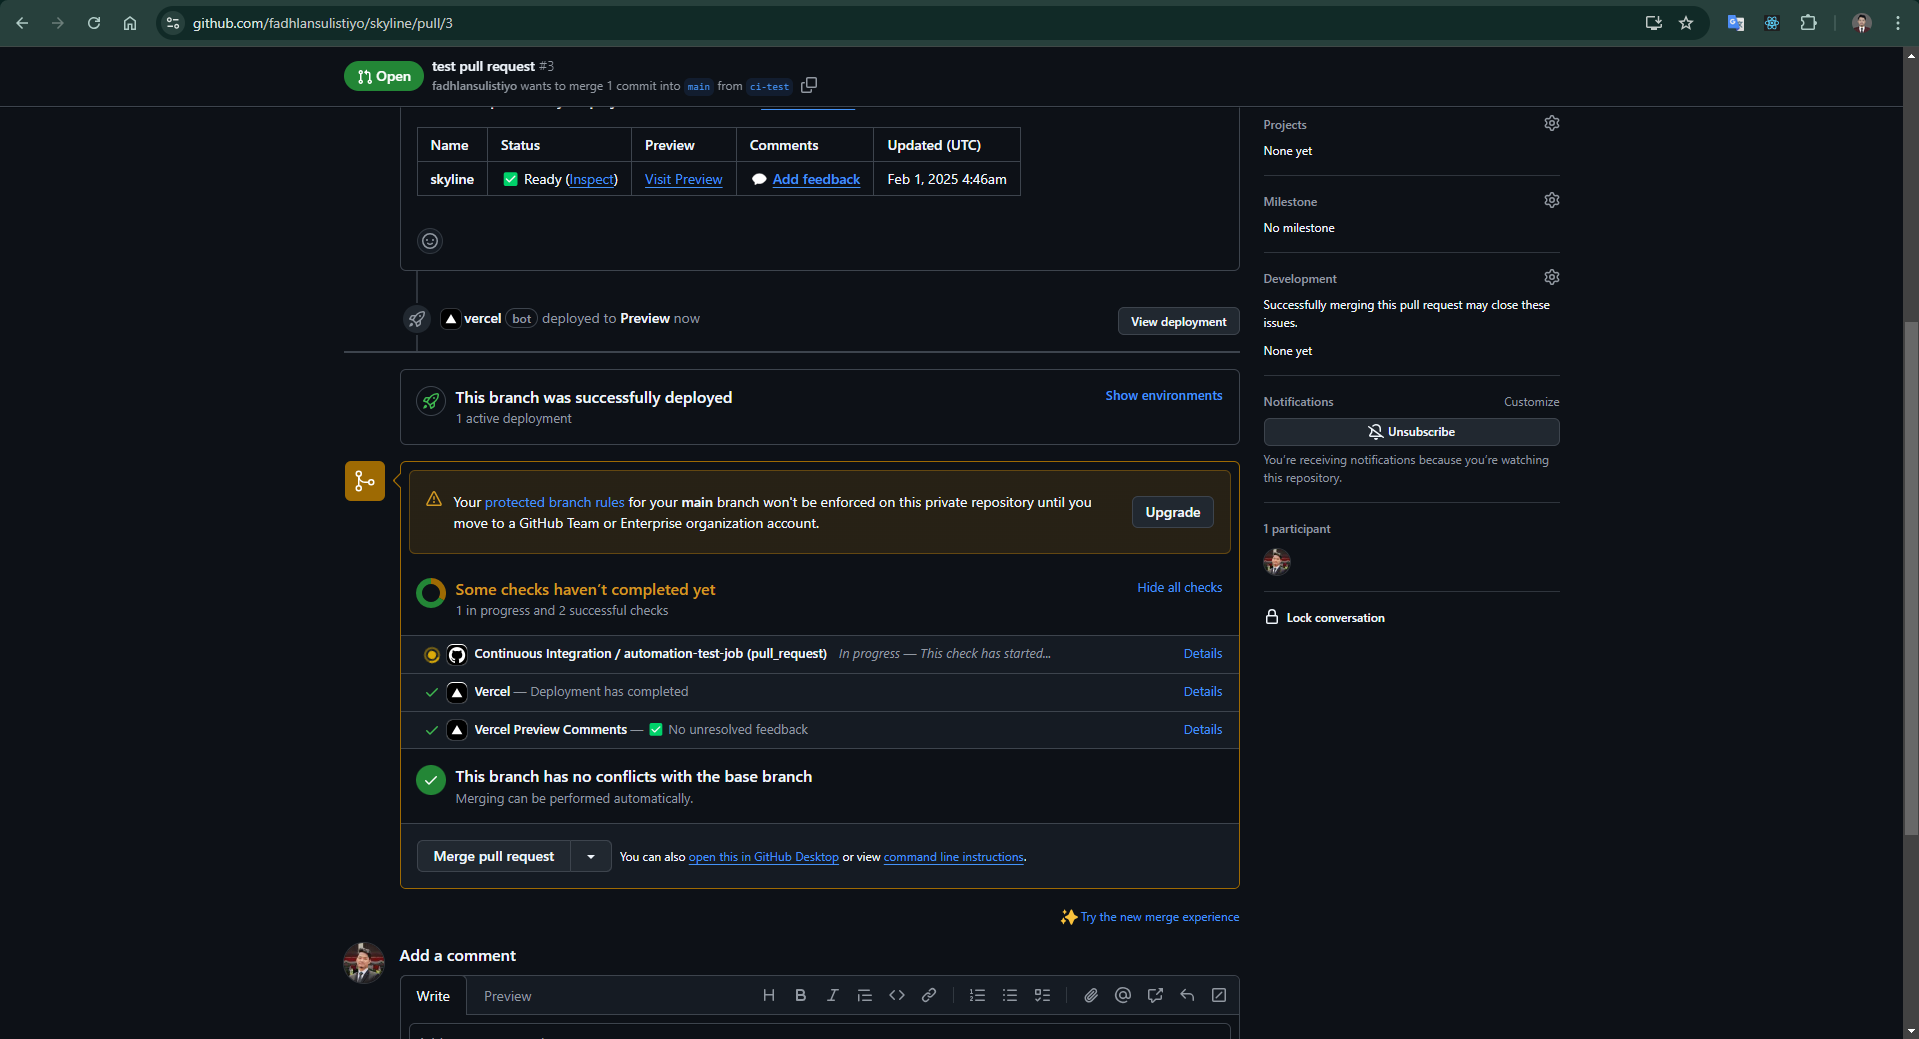 github.com/fadhlansulistiyo/skyline/pull/3
Open
test pull request #3
fadhlansulistiyo wants to merge 1 commit into main from ci-test
Name Status Preview Comments Updated (UTC)
skyline Ready (Inspect) Visit Preview Add feedback Feb 1, 2025 4:46am
vercel bot deployed to Preview now
View deployment
This branch was successfully deployed
1 active deployment
Show environments
Your protected branch rules for your main branch won't be enforced on this private repository until you
move to a GitHub Team or Enterprise organization account.
Upgrade
Some checks haven't completed yet
1 in progress and 2 successful checks
Hide all checks
Continuous Integration / automation-test-job (pull_request) In progress — This check has started...
Details
Vercel — Deployment has completed
Details
Vercel Preview Comments — No unresolved feedback
Details
This branch has no conflicts with the base branch
Merging can be performed automatically.
Merge pull request
You can also open this in GitHub Desktop or view command line instructions.
Try the new merge experience
Add a comment
Write Preview
Projects
None yet
Milestone
No milestone
Development
Successfully merging this pull request may close these
issues.
None yet
Notifications
Customize
Unsubscribe
You're receiving notifications because you're watching
this repository.
1 participant
Lock conversation